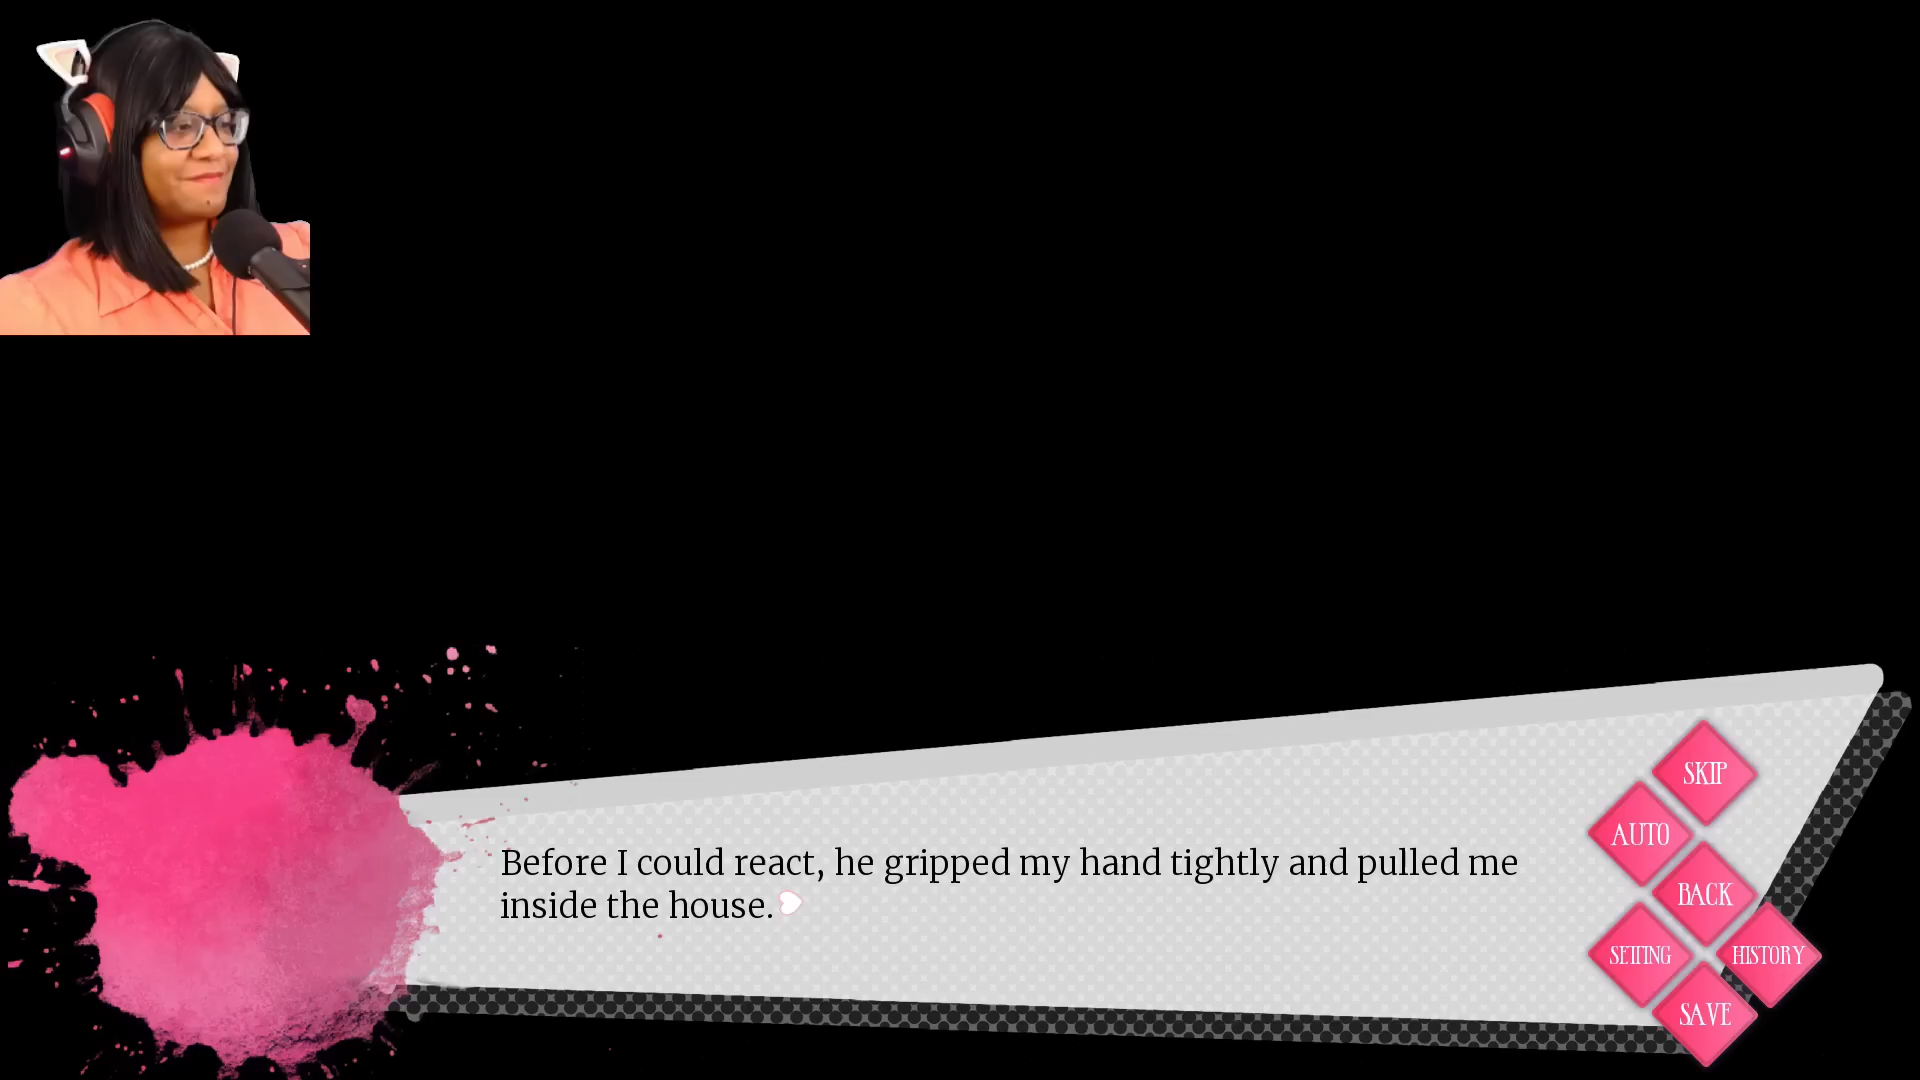 Before I could react, he gripped my hand tightly and pulled me
inside the house.
SKIP
AUTO
BACK
SETTING
HISTORY
SAVE